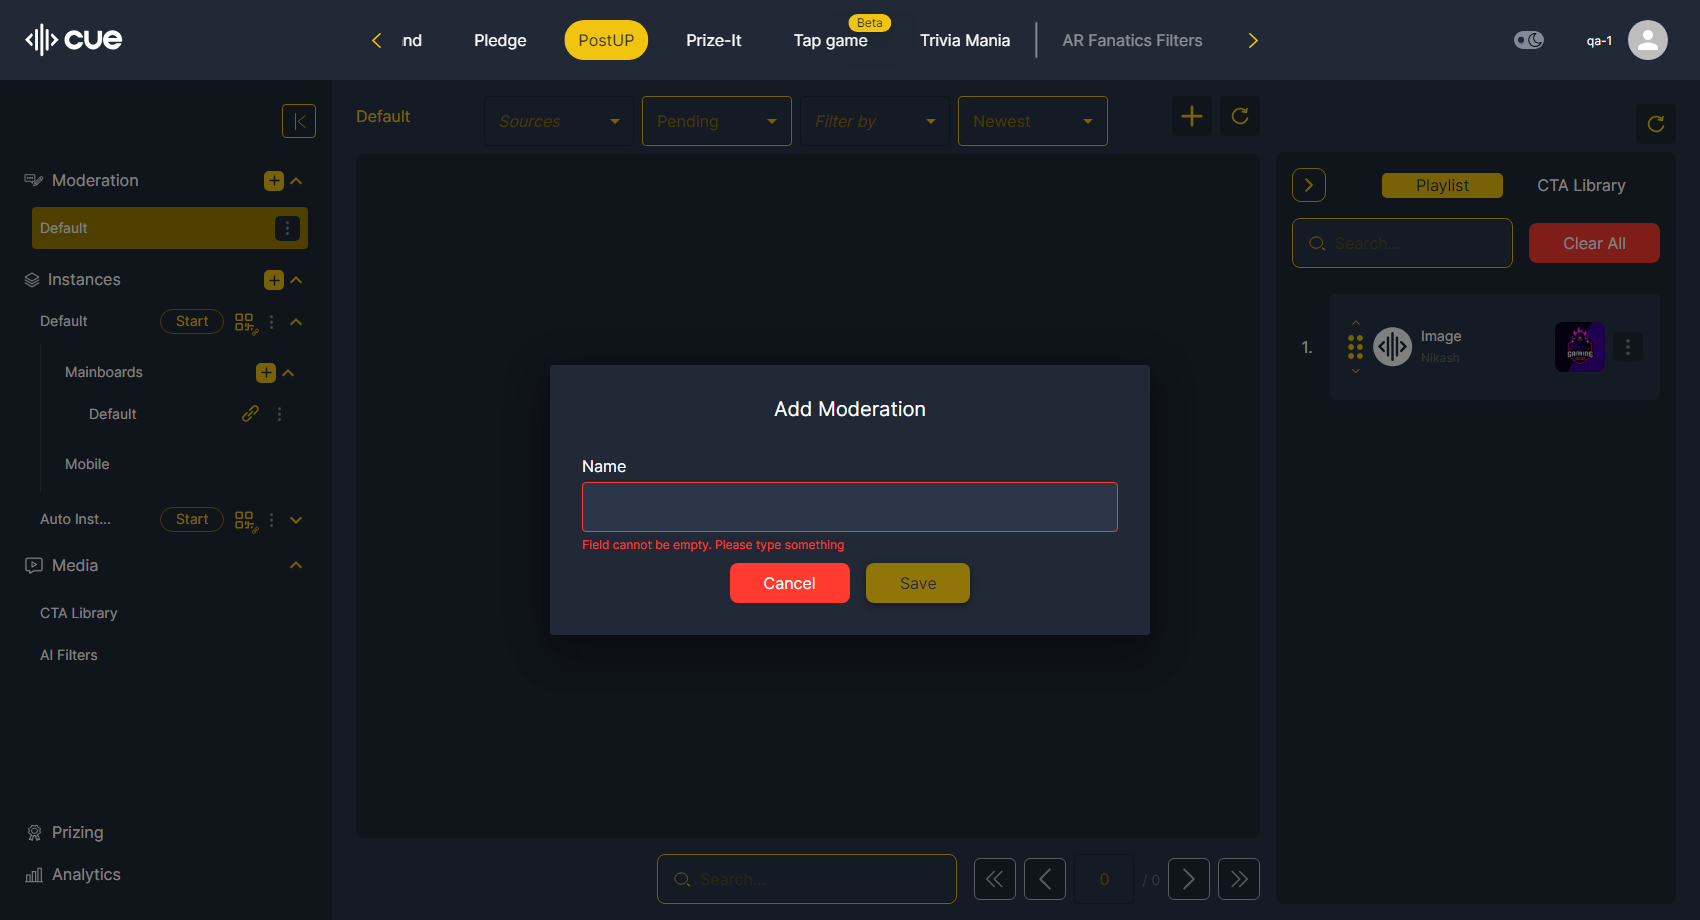 cue
nd
Pledge
PostUP
Prize-It
Tap game
Beta
Trivia Mania
AR Fanatics Filters
qa-1
Moderation
Default
Instances
Default
Start
Mainboards
Default
Mobile
Auto Inst...
Start
Media
CTA Library
AI Filters
Prizing
Analytics
Default
Sources
Pending
Filter by
Newest
Add Moderation
Name
Field cannot be empty. Please type something
Cancel
Save
Search...
0
/ 0
Playlist
CTA Library
Search...
Clear All
1.
Image
Nikash
GAMING